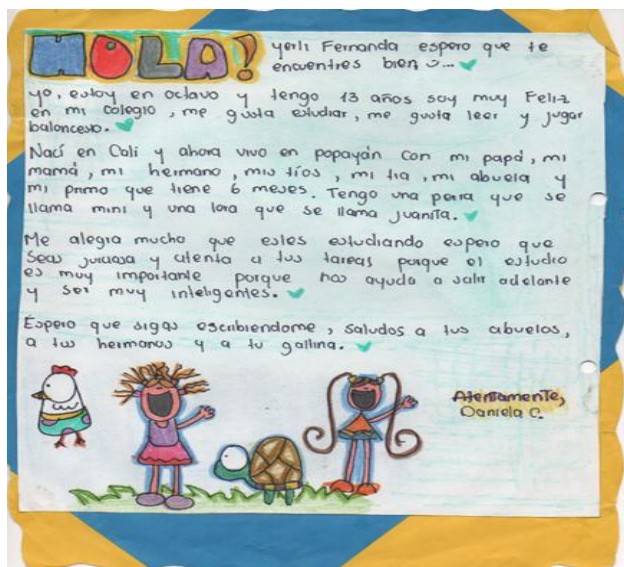 HOLA! yerli Fernanda espero que te
encuentres bien
yo, estoy en octavo y tengo 13 años soy muy Feliz
en mi colegio, me gusta estudiar, me gusta leer y jugar
baloncesto.
Nací en Cali y ahora vivo en popayán con mi papá, mi
mamá, mi hermano, mis tíos, mi tia, mi abuela y
mi primo que tiene 6 meses. Tengo una perra que se
llama mini y una lora que se llama juanita.
Me alegra mucho que estes estudiando espero que
seas juiciosa y atenta a tus tareas porque el estudio
es muy importante porque nos ayuda a salir adelante
y ser muy inteligentes.
Espero que sigas escribiendome, saludos a tus abuelos,
a tus hermanos y a tu gallina.
Atentamente,
Daniela C.